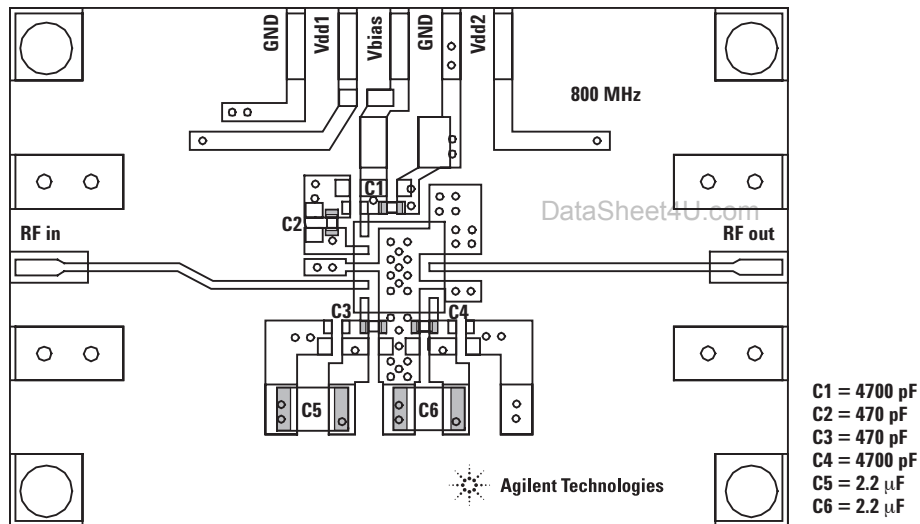 GND
Vdd1
Vbias
GND
Vdd2
800 MHz
C1
DataSheet4U.com
C2
RF in
RF out
C3
C4
C5
C6
C1 = 4700 pF
C2 = 470 pF
C3 = 470 pF
C4 = 4700 pF
C5 = 2.2 μF
C6 = 2.2 μF
Agilent Technologies